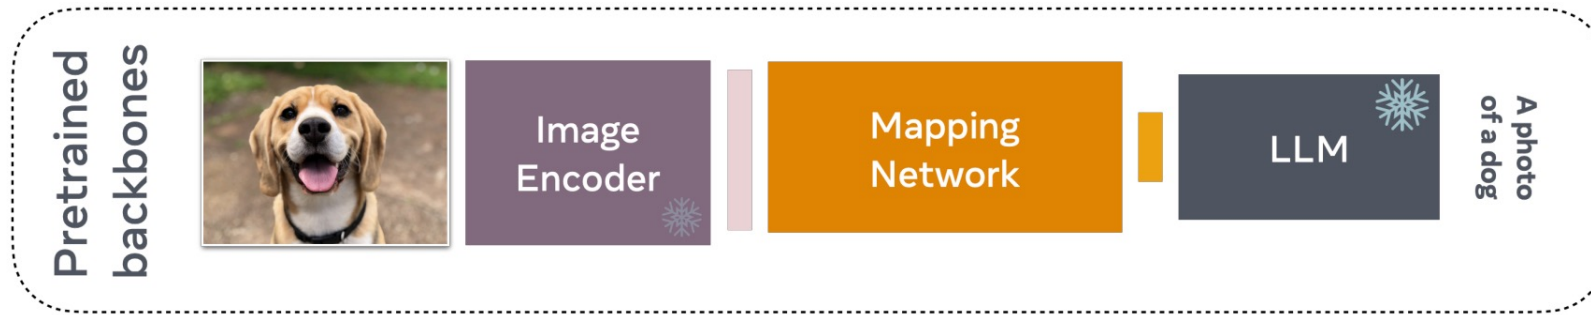 Pretrained
backbones
Image
Encoder
Mapping
Network
LLM
A photo
of a dog